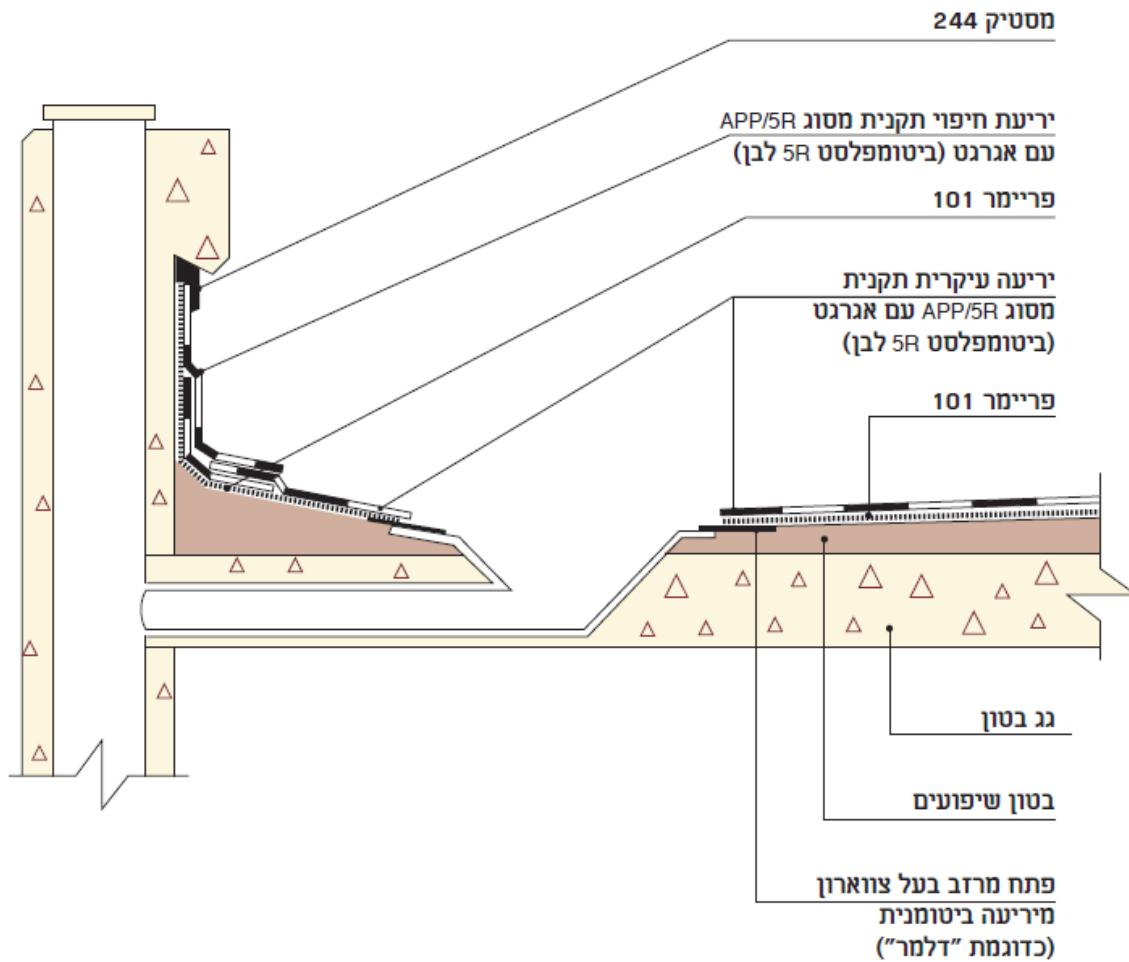 מסטיק 244
יריעת חיפוי תקנית מסוג APP/5R
עם אגרגט (ביטומפלסט 5R לבן)
פריימר 101
יריעה עיקרית תקנית
מסוג APP/5R עם אגרגט
(ביטומפלסט 5R לבן)
פריימר 101
גג בטון
בטון שיפועים
פתח מרזב בעל צווארון
מיריעה ביטומנית
(כדוגמת "דלמר")